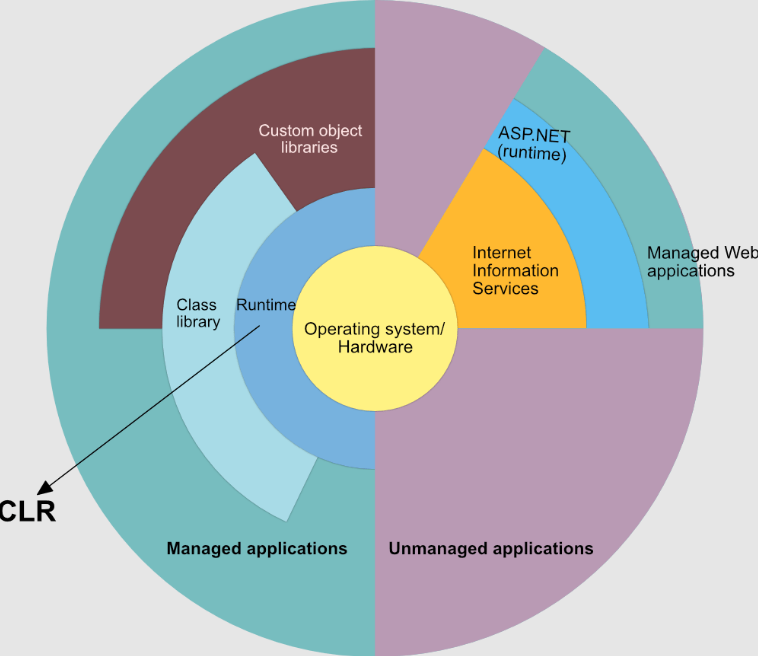 Custom object
libraries
ASP.NET
(runtime)
Internet
Information
Services
Managed Web
appications
Class
library
Runtime
Operating system/
Hardware
CLR
Managed applications
Unmanaged applications